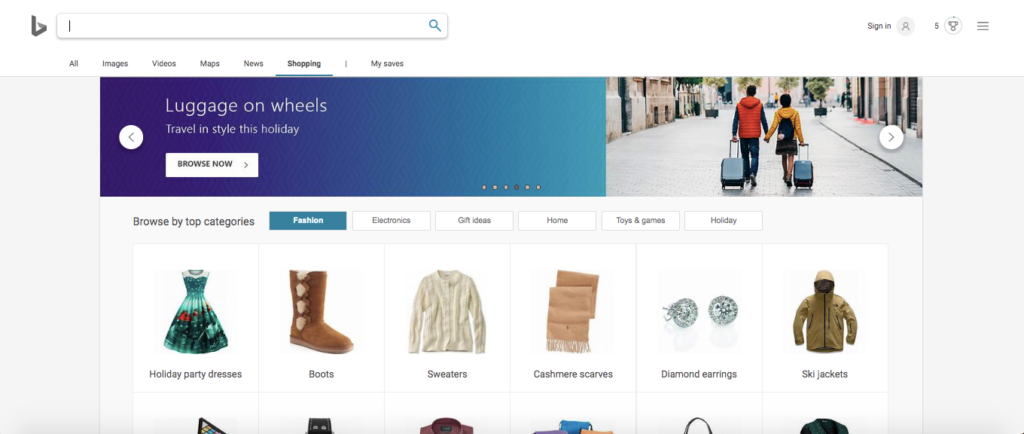 Sign in
5
All Images Videos Maps News Shopping | My saves
Luggage on wheels
Travel in style this holiday
BROWSE NOW
Browse by top categories Fashion Electronics Gift ideas Home Toys & games Holiday
Holiday party dresses Boots Sweaters Cashmere scarves Diamond earrings Ski jackets